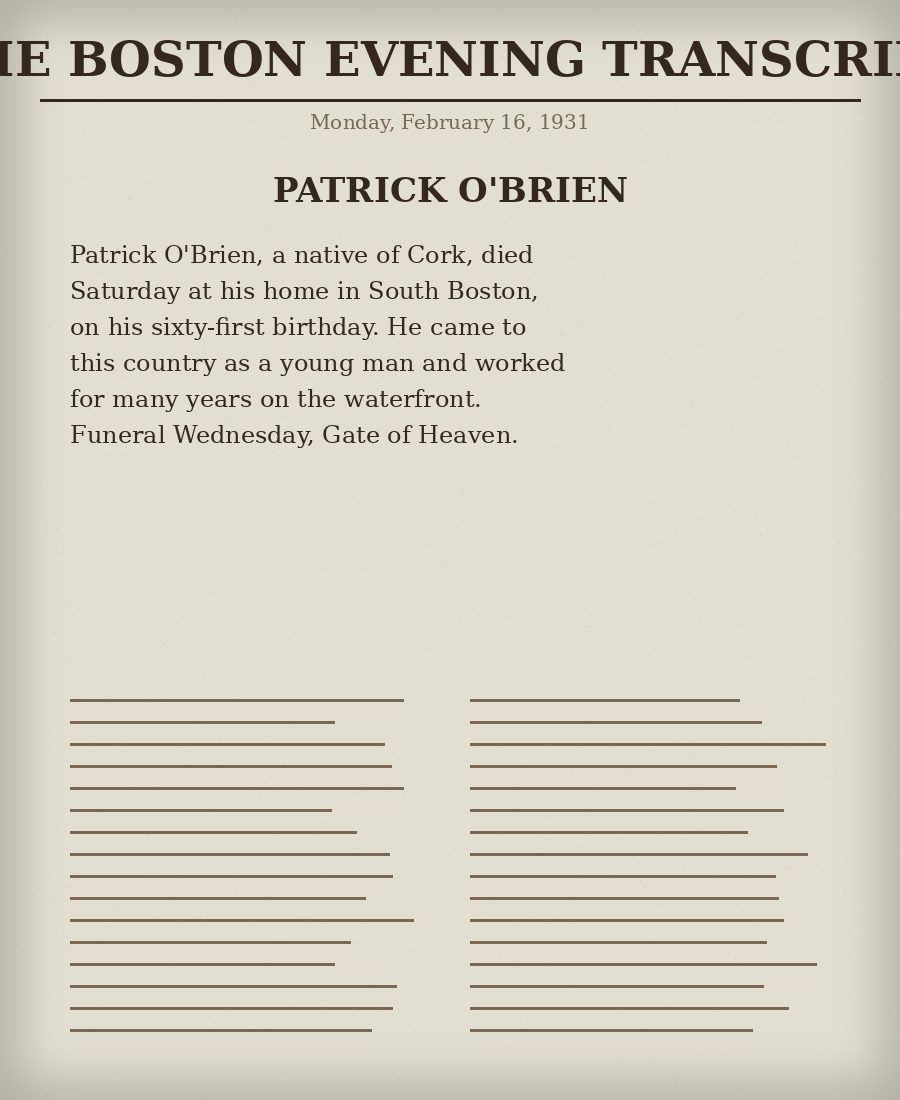 HE BOSTON EVENING TRANSCRI
Monday, February 16, 1931
PATRICK O'BRIEN
Patrick O'Brien, a native of Cork, died
Saturday at his home in South Boston,
on his sixty-first birthday. He came to
this country as a young man and worked
for many years on the waterfront.
Funeral Wednesday, Gate of Heaven.